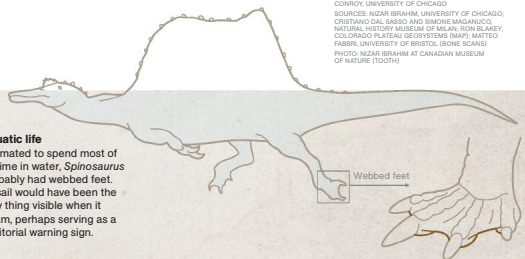 CONROY, UNIVERSITY OF CHICAGO
SOURCES: NIZAR IBRAHIM, UNIVERSITY OF CHICAGO;
CRISTIANO DAL SASSO AND SIMONE MAGANUCO,
NATURAL HISTORY MUSEUM OF MILAN; RON BLAKEY,
COLORADO PLATEAU GEOSYSTEMS (MAP); MATTEO
FABBRI, UNIVERSITY OF BRISTOL (BONE SCANS)
PHOTO: NIZAR IBRAHIM AT CANADIAN MUSEUM
OF NATURE (TOOTH)
uatic life
mated to spend most of
ime in water, Spinosaurus
bably had webbed feet.
sail would have been the
y thing visible when it
am, perhaps serving as a
itorial warning sign.
Webbed feet